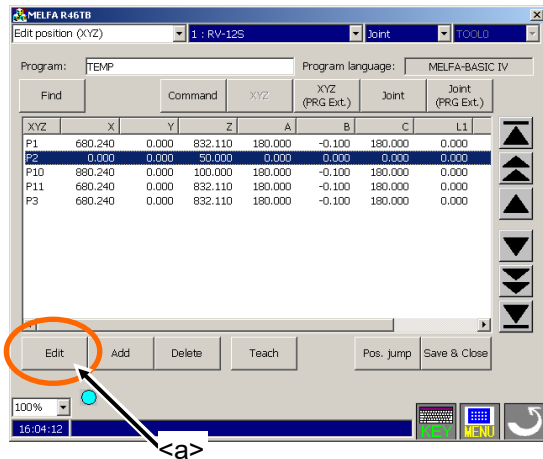 MELFA R46TB
Edit position (XYZ) 1 : RV-12S Joint TOOL0
Program: TEMP Program language: MELFA-BASIC IV
Find Command XYZ XYZ (PRG Ext.) Joint Joint (PRG Ext.)
XYZ X Y Z A B C L1
P1 680.240 0.000 832.110 180.000 -0.100 180.000 0.000
P2 0.000 0.000 50.000 0.000 0.000 0.000 0.000
P10 880.240 0.000 100.000 180.000 -0.100 180.000 0.000
P11 680.240 0.000 832.110 180.000 -0.100 180.000 0.000
P3 680.240 0.000 832.110 180.000 -0.100 180.000 0.000
Edit Add Delete Teach Pos. jump Save & Close
100%
16:04:12 KEY MENU
<a>